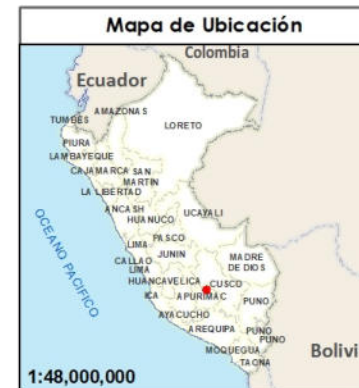 Mapa de Ubicación
Colombia
Ecuador
AMAZONAS
TUMBES
LORETO
PIURA
LAMBAYEQUE
CAJAMARCA
SAN
MARTIN
LA LIBERTAD
ANCASH
UCAYALI
HUANUCO
PASCO
LIMA
JUNIN
MADRE
DE DIOS
CALLAO
LIMA
HUANCAVELICA
CUSCO
ICA
APURIMAC
PUNO
AYACUCHO
AREQUIPA
PUNO
PUNO
MOQUEGUA
TACNA
Bolivi
OCEANO PACIFICO
1:48,000,000